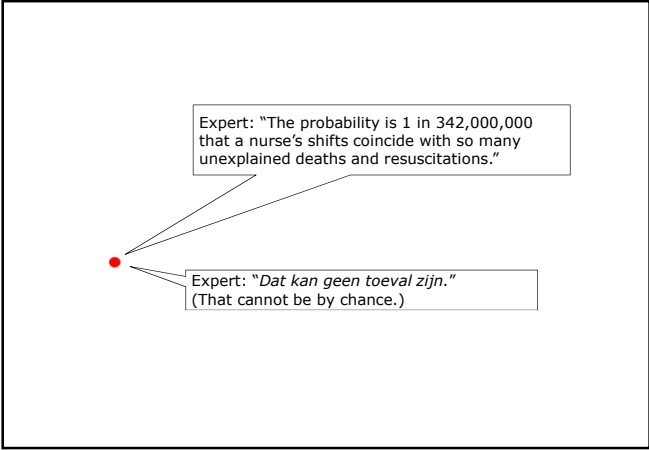 Expert: “The probability is 1 in 342,000,000
that a nurse’s shifts coincide with so many
unexplained deaths and resuscitations.”
Expert: “Dat kan geen toeval zijn.”
(That cannot be by chance.)